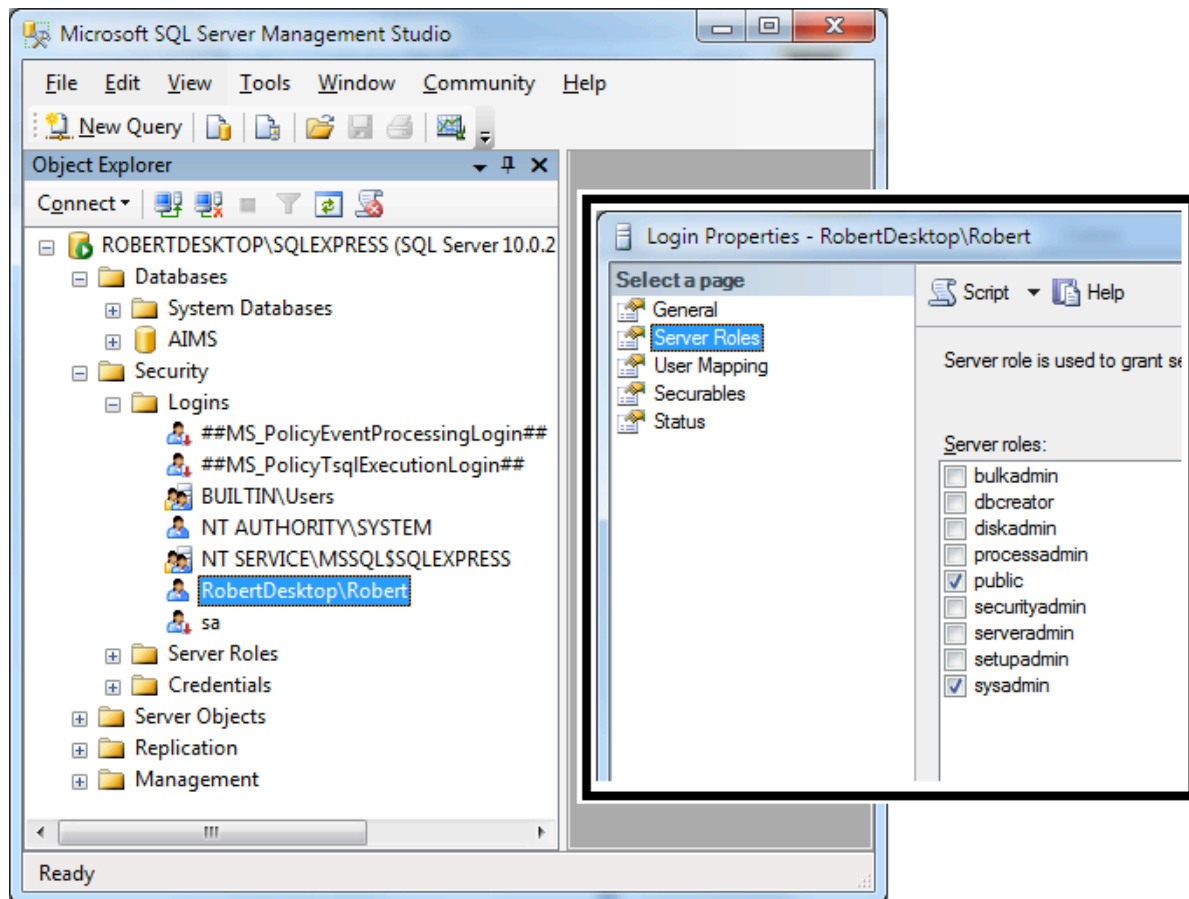 Microsoft SQL Server Management Studio
File Edit View Tools Window Community Help
New Query
Object Explorer
Connect
ROBERTDESKTOP\SQLEXPRESS (SQL Server 10.0.2
Databases
System Databases
AIMS
Security
Logins
##MS_PolicyEventProcessingLogin##
##MS_PolicyTsqlExecutionLogin##
BUILTIN\Users
NT AUTHORITY\SYSTEM
NT SERVICE\MSSQL$SQLEXPRESS
RobertDesktop\Robert
sa
Server Roles
Credentials
Server Objects
Replication
Management
Ready
Login Properties - RobertDesktop\Robert
Select a page
General
Server Roles
User Mapping
Securables
Status
Script Help
Server role is used to grant se
Server roles:
bulkadmin
dbcreator
diskadmin
processadmin
public
securityadmin
serveradmin
setupadmin
sysadmin